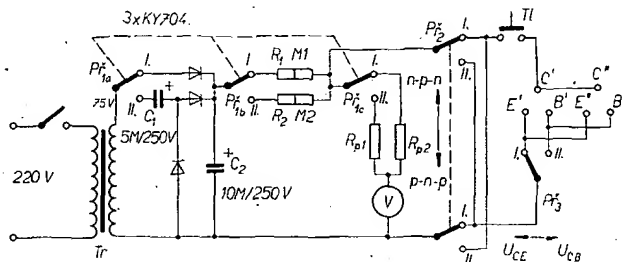 3xKY704
Př1a
I.
II.
75V
C1
+
5M/250V
220 V
Tr
Př1b
I.
II.
R1 M1
R2 M2
+
C2
10M/250V
Př1c
I.
II.
Rp1
Rp2
V
Př2
I.
II.
n-p-n
p-n-p
I.
II.
Tl
C'
C"
E'
B'
E"
B
I.
II.
Př3
UCE
UCB